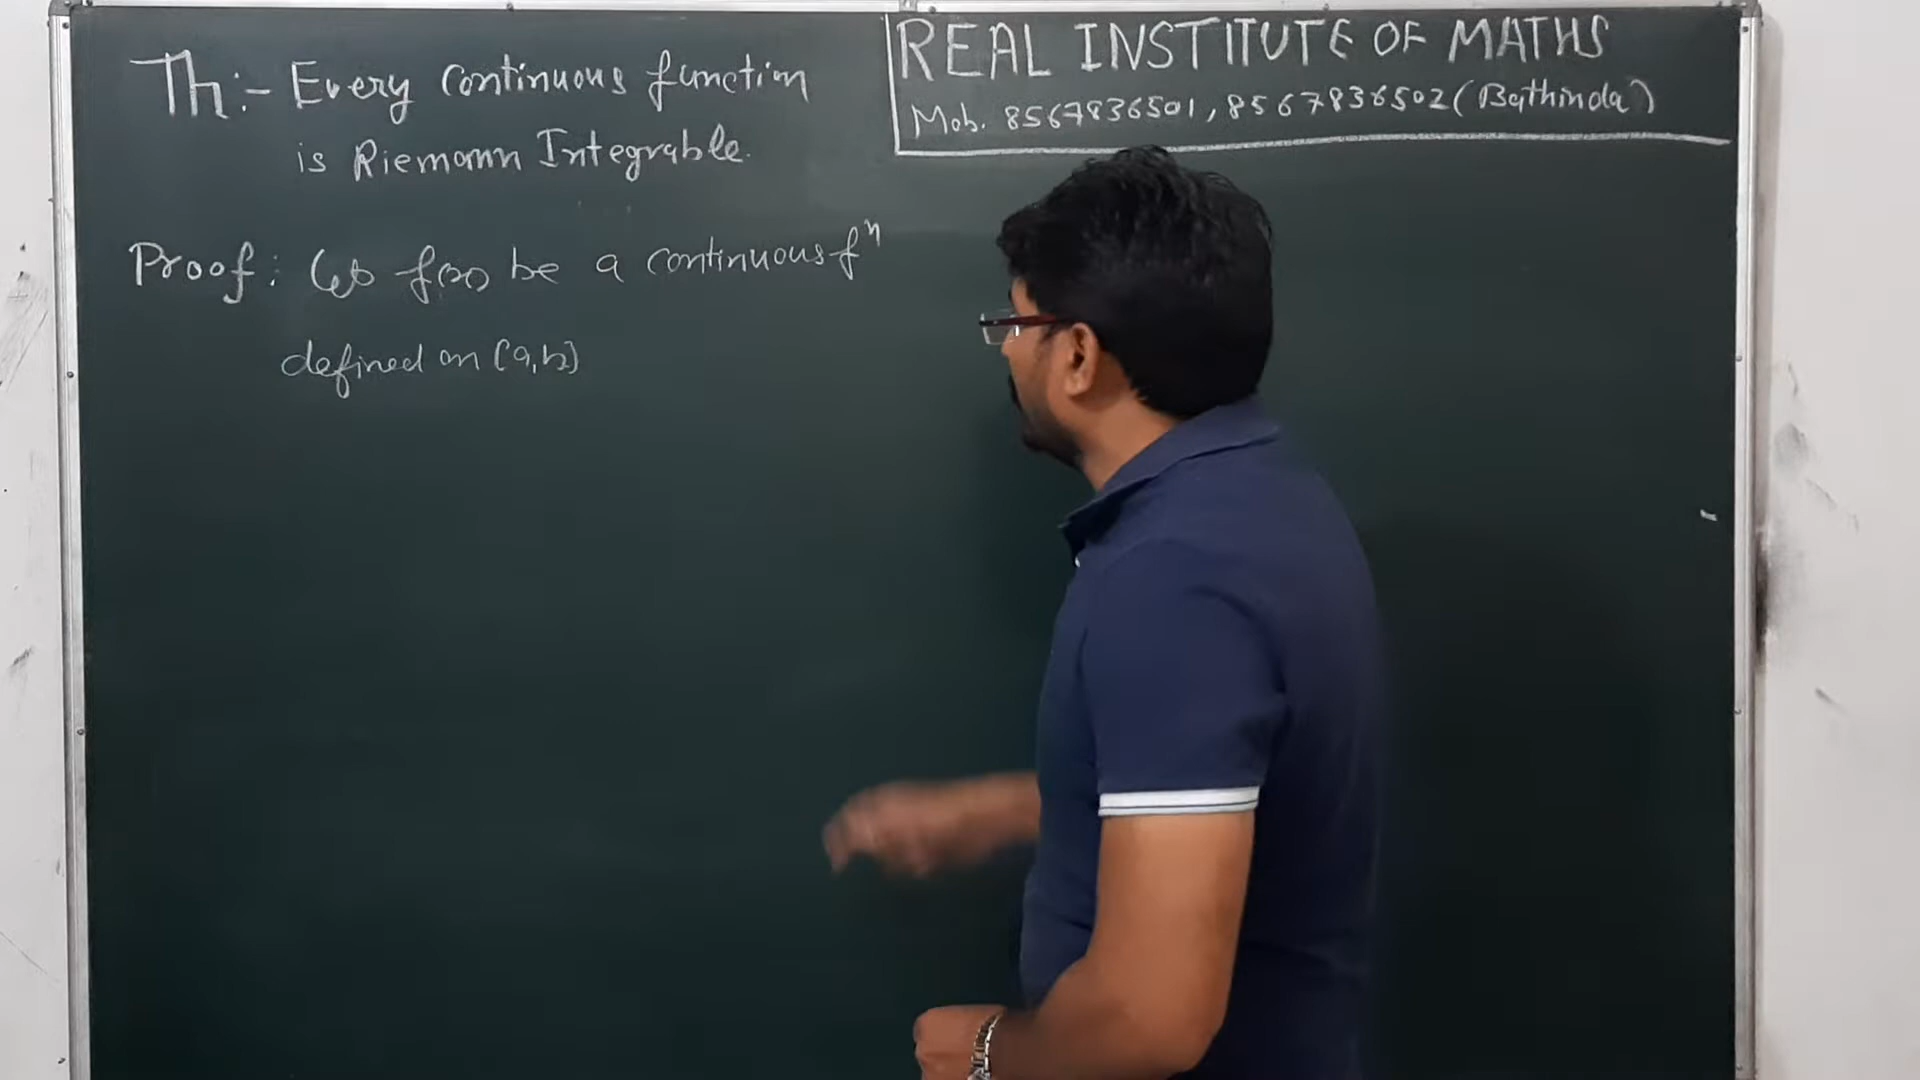 Th:- Every continuous function
is Riemann Integrable.
Proof: Let f(x) be a continuous fⁿ
defined on [a,b]
REAL INSTITUTE OF MATHS
Mob. 8567836501, 8567836502 (Bathinda)